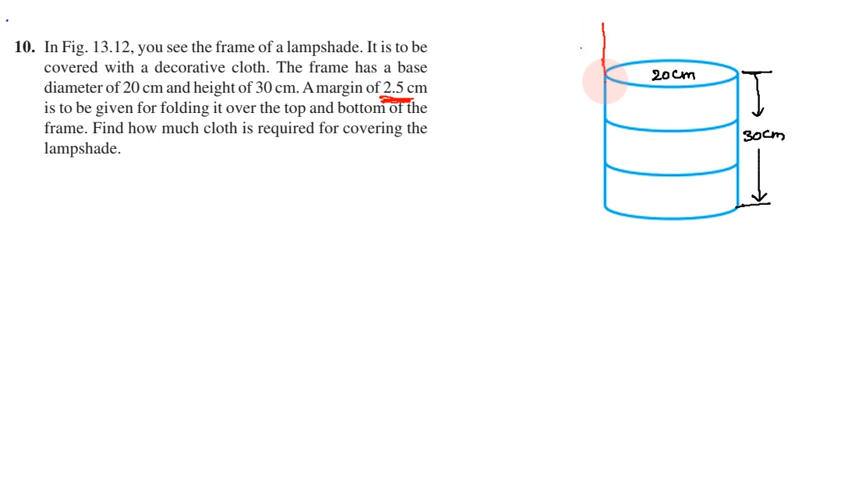 10. In Fig. 13.12, you see the frame of a lampshade. It is to be
covered with a decorative cloth. The frame has a base
diameter of 20 cm and height of 30 cm. A margin of 2.5 cm
is to be given for folding it over the top and bottom of the
frame. Find how much cloth is required for covering the
lampshade.
20cm
30cm